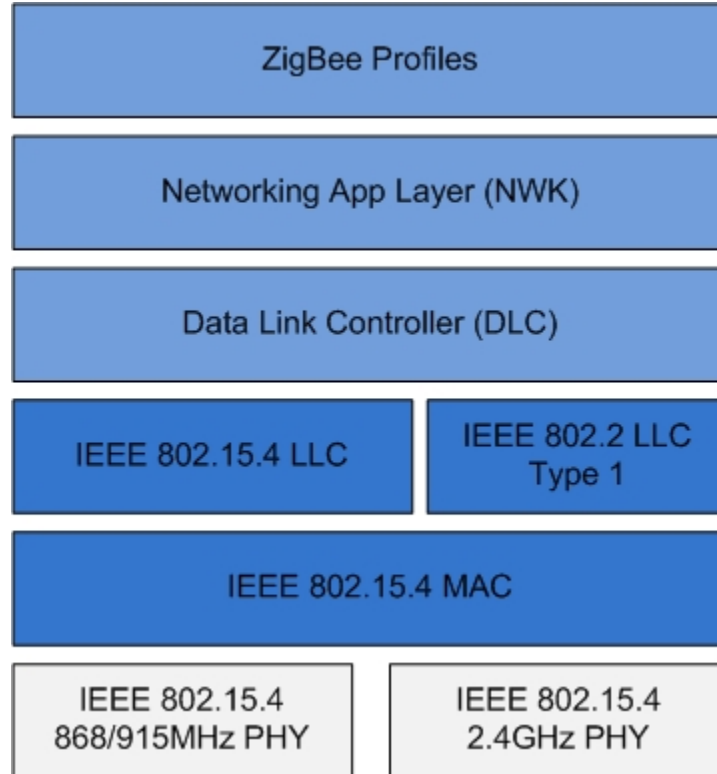 ZigBee Profiles
Networking App Layer (NWK)
Data Link Controller (DLC)
IEEE 802.15.4 LLC
IEEE 802.2 LLC
Type 1
IEEE 802.15.4 MAC
IEEE 802.15.4
868/915MHz PHY
IEEE 802.15.4
2.4GHz PHY